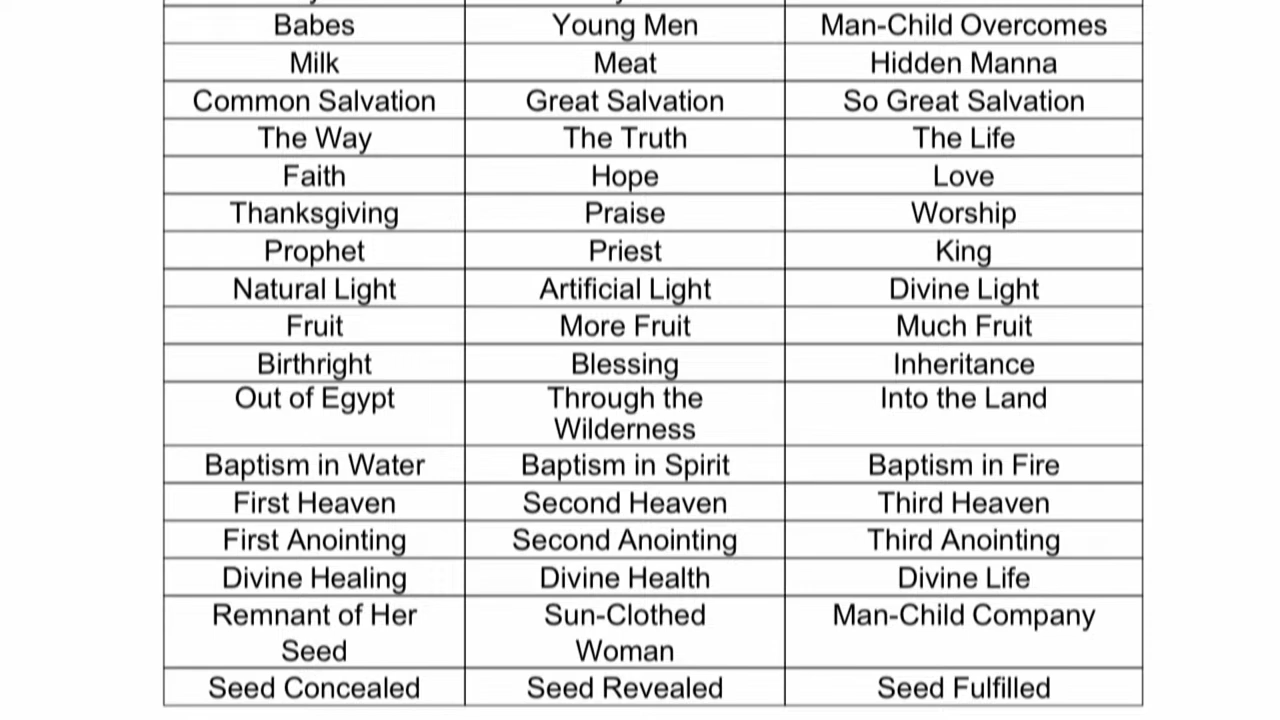 Babes Young Men Man-Child Overcomes
Milk Meat Hidden Manna
Common Salvation Great Salvation So Great Salvation
The Way The Truth The Life
Faith Hope Love
Thanksgiving Praise Worship
Prophet Priest King
Natural Light Artificial Light Divine Light
Fruit More Fruit Much Fruit
Birthright Blessing Inheritance
Out of Egypt Through the Into the Land
Wilderness
Baptism in Water Baptism in Spirit Baptism in Fire
First Heaven Second Heaven Third Heaven
First Anointing Second Anointing Third Anointing
Divine Healing Divine Health Divine Life
Remnant of Her Sun-Clothed Man-Child Company
Seed Woman
Seed Concealed Seed Revealed Seed Fulfilled